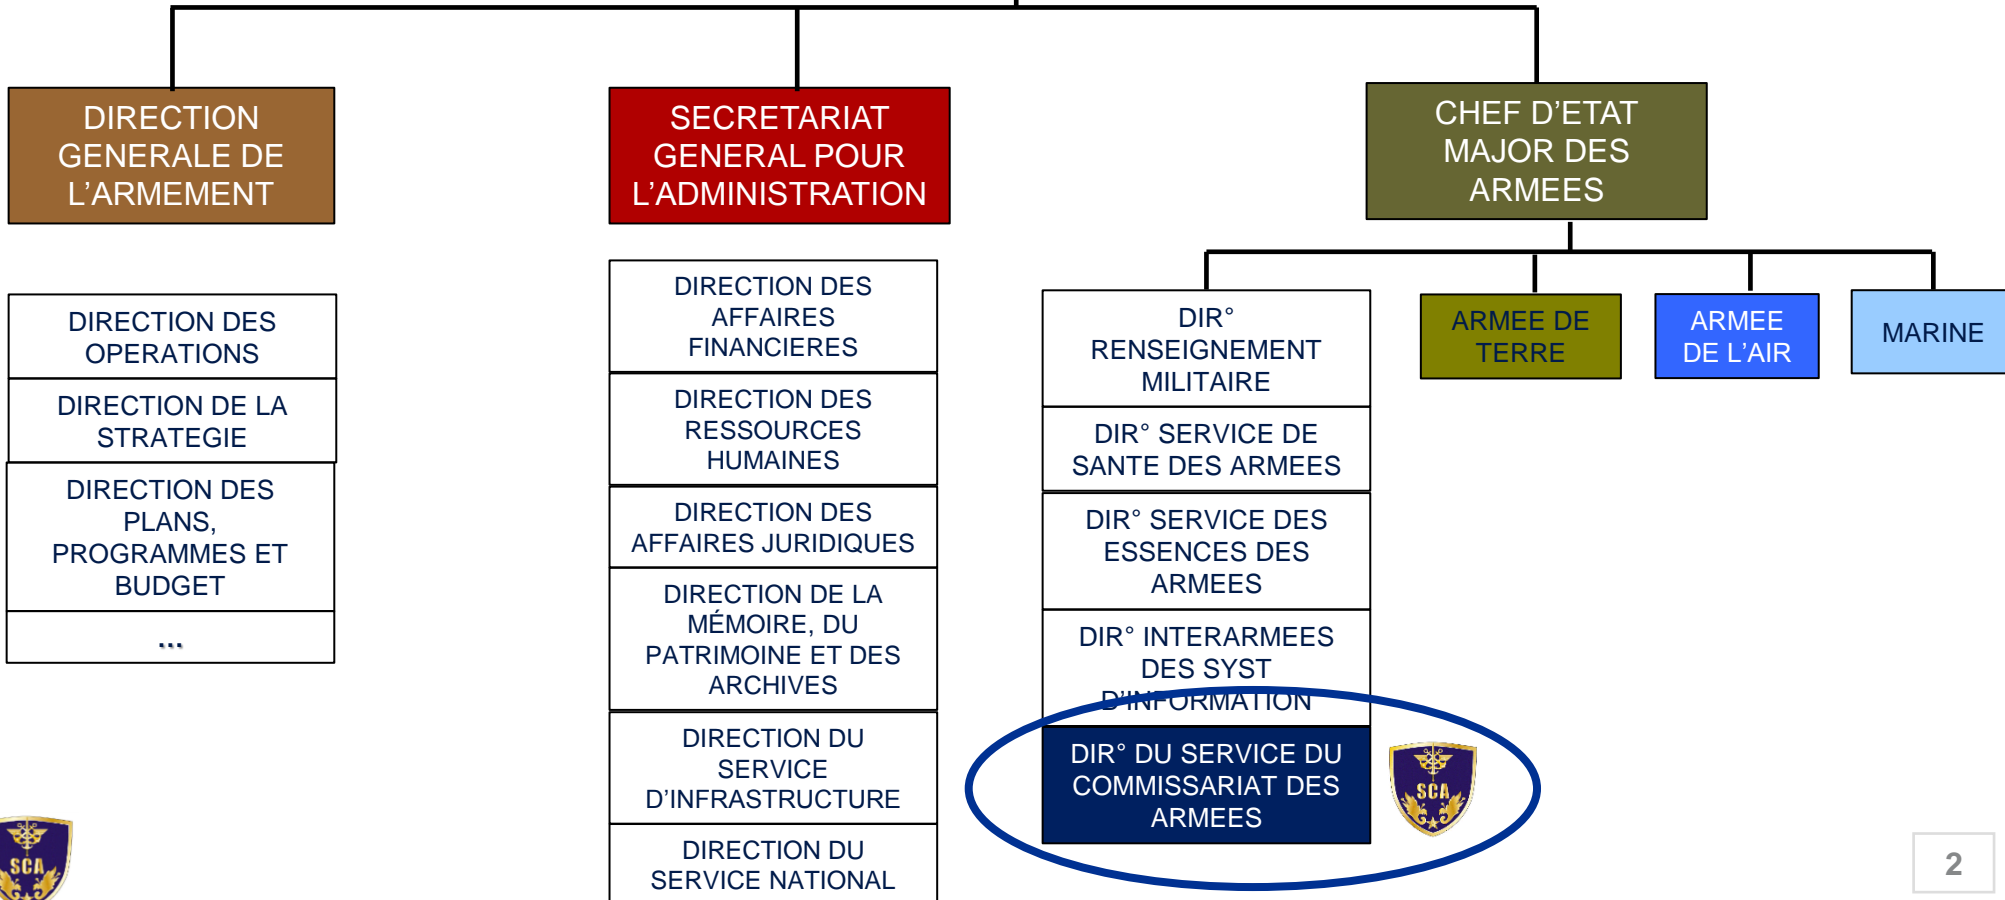 DIRECTION
GENERALE DE
L’ARMEMENT
DIRECTION DES
OPERATIONS
DIRECTION DE LA
STRATEGIE
DIRECTION DES
PLANS,
PROGRAMMES ET
BUDGET
...
SECRETARIAT
GENERAL POUR
L’ADMINISTRATION
DIRECTION DES
AFFAIRES
FINANCIERES
DIRECTION DES
RESSOURCES
HUMAINES
DIRECTION DES
AFFAIRES JURIDIQUES
DIRECTION DE LA
MÉMOIRE, DU
PATRIMOINE ET DES
ARCHIVES
DIRECTION DU
SERVICE
D’INFRASTRUCTURE
DIRECTION DU
SERVICE NATIONAL
CHEF D’ETAT
MAJOR DES
ARMEES
DIR°
RENSEIGNEMENT
MILITAIRE
DIR° SERVICE DE
SANTE DES ARMEES
DIR° SERVICE DES
ESSENCES DES
ARMEES
DIR° INTERARMEES
DES SYST
D’INFORMATION
DIR° DU SERVICE DU
COMMISSARIAT DES
ARMEES
SCA
ARMEE DE
TERRE
ARMEE
DE L’AIR
MARINE
SCA
2